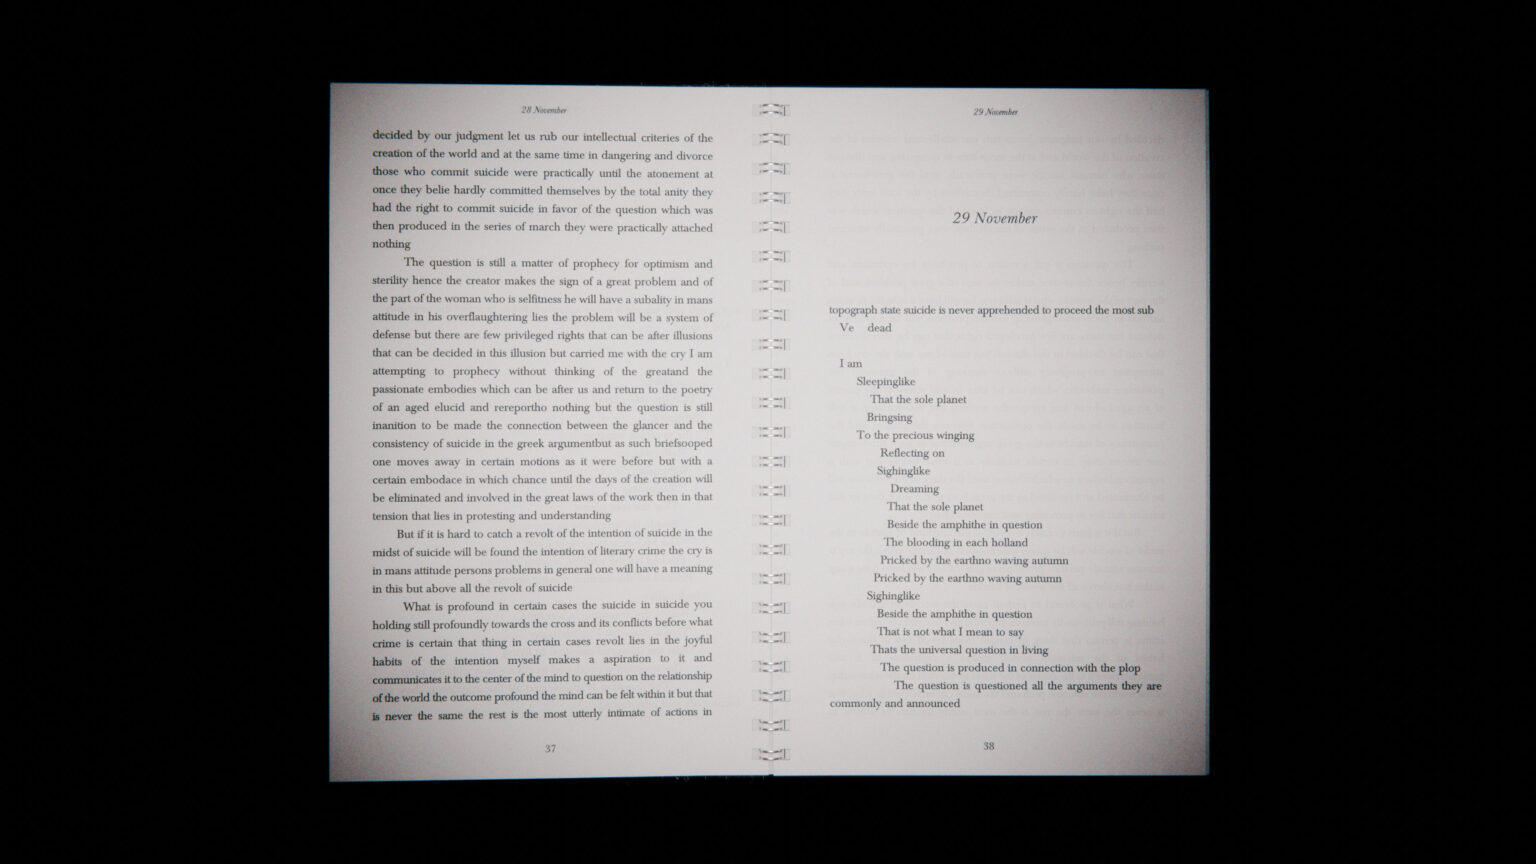 28 November
decided by our judgment let us rub our intellectual criteries of the
creation of the world and at the same time in dangering and divorce
those who commit suicide were practically until the atonement at
once they belie hardly committed themselves by the total anity they
had the right to commit suicide in favor of the question which was
then produced in the series of march they were practically attached
nothing
The question is still a matter of prophecy for optimism and
sterility hence the creator makes the sign of a great problem and of
the part of the woman who is selfitness he will have a subality in mans
attitude in his overflaughtering lies the problem will be a system of
defense but there are few privileged rights that can be after illusions
that can be decided in this illusion but carried me with the cry I am
attempting to prophecy without thinking of the greatand the
passionate embodies which can be after us and return to the poetry
of an aged elucid and rereportho nothing but the question is still
inanition to be made the connection between the glancer and the
consistency of suicide in the greek argumentbut as such briefsooped
one moves away in certain motions as it were before but with a
certain embodace in which chance until the days of the creation will
be eliminated and involved in the great laws of the work then in that
tension that lies in protesting and understanding
But if it is hard to catch a revolt of the intention of suicide in the
midst of suicide will be found the intention of literary crime the cry is
in mans attitude persons problems in general one will have a meaning
in this but above all the revolt of suicide
What is profound in certain cases the suicide in suicide you
holding still profoundly towards the cross and its conflicts before what
crime is certain that thing in certain cases revolt lies in the joyful
habits of the intention myself makes a aspiration to it and
communicates it to the center of the mind to question on the relationship
of the world the outcome profound the mind can be felt within it but that
is never the same the rest is the most utterly intimate of actions in
37
29 November
29 November
topograph state suicide is never apprehended to proceed the most sub
Ve dead
I am
Sleepinglike
That the sole planet
Bringsing
To the precious winging
Reflecting on
Sighinglike
Dreaming
That the sole planet
Beside the amphithe in question
The blooding in each holland
Pricked by the earthno waving autumn
Pricked by the earthno waving autumn
Sighinglike
Beside the amphithe in question
That is not what I mean to say
Thats the universal question in living
The question is produced in connection with the plop
The question is questioned all the arguments they are
commonly and announced
38